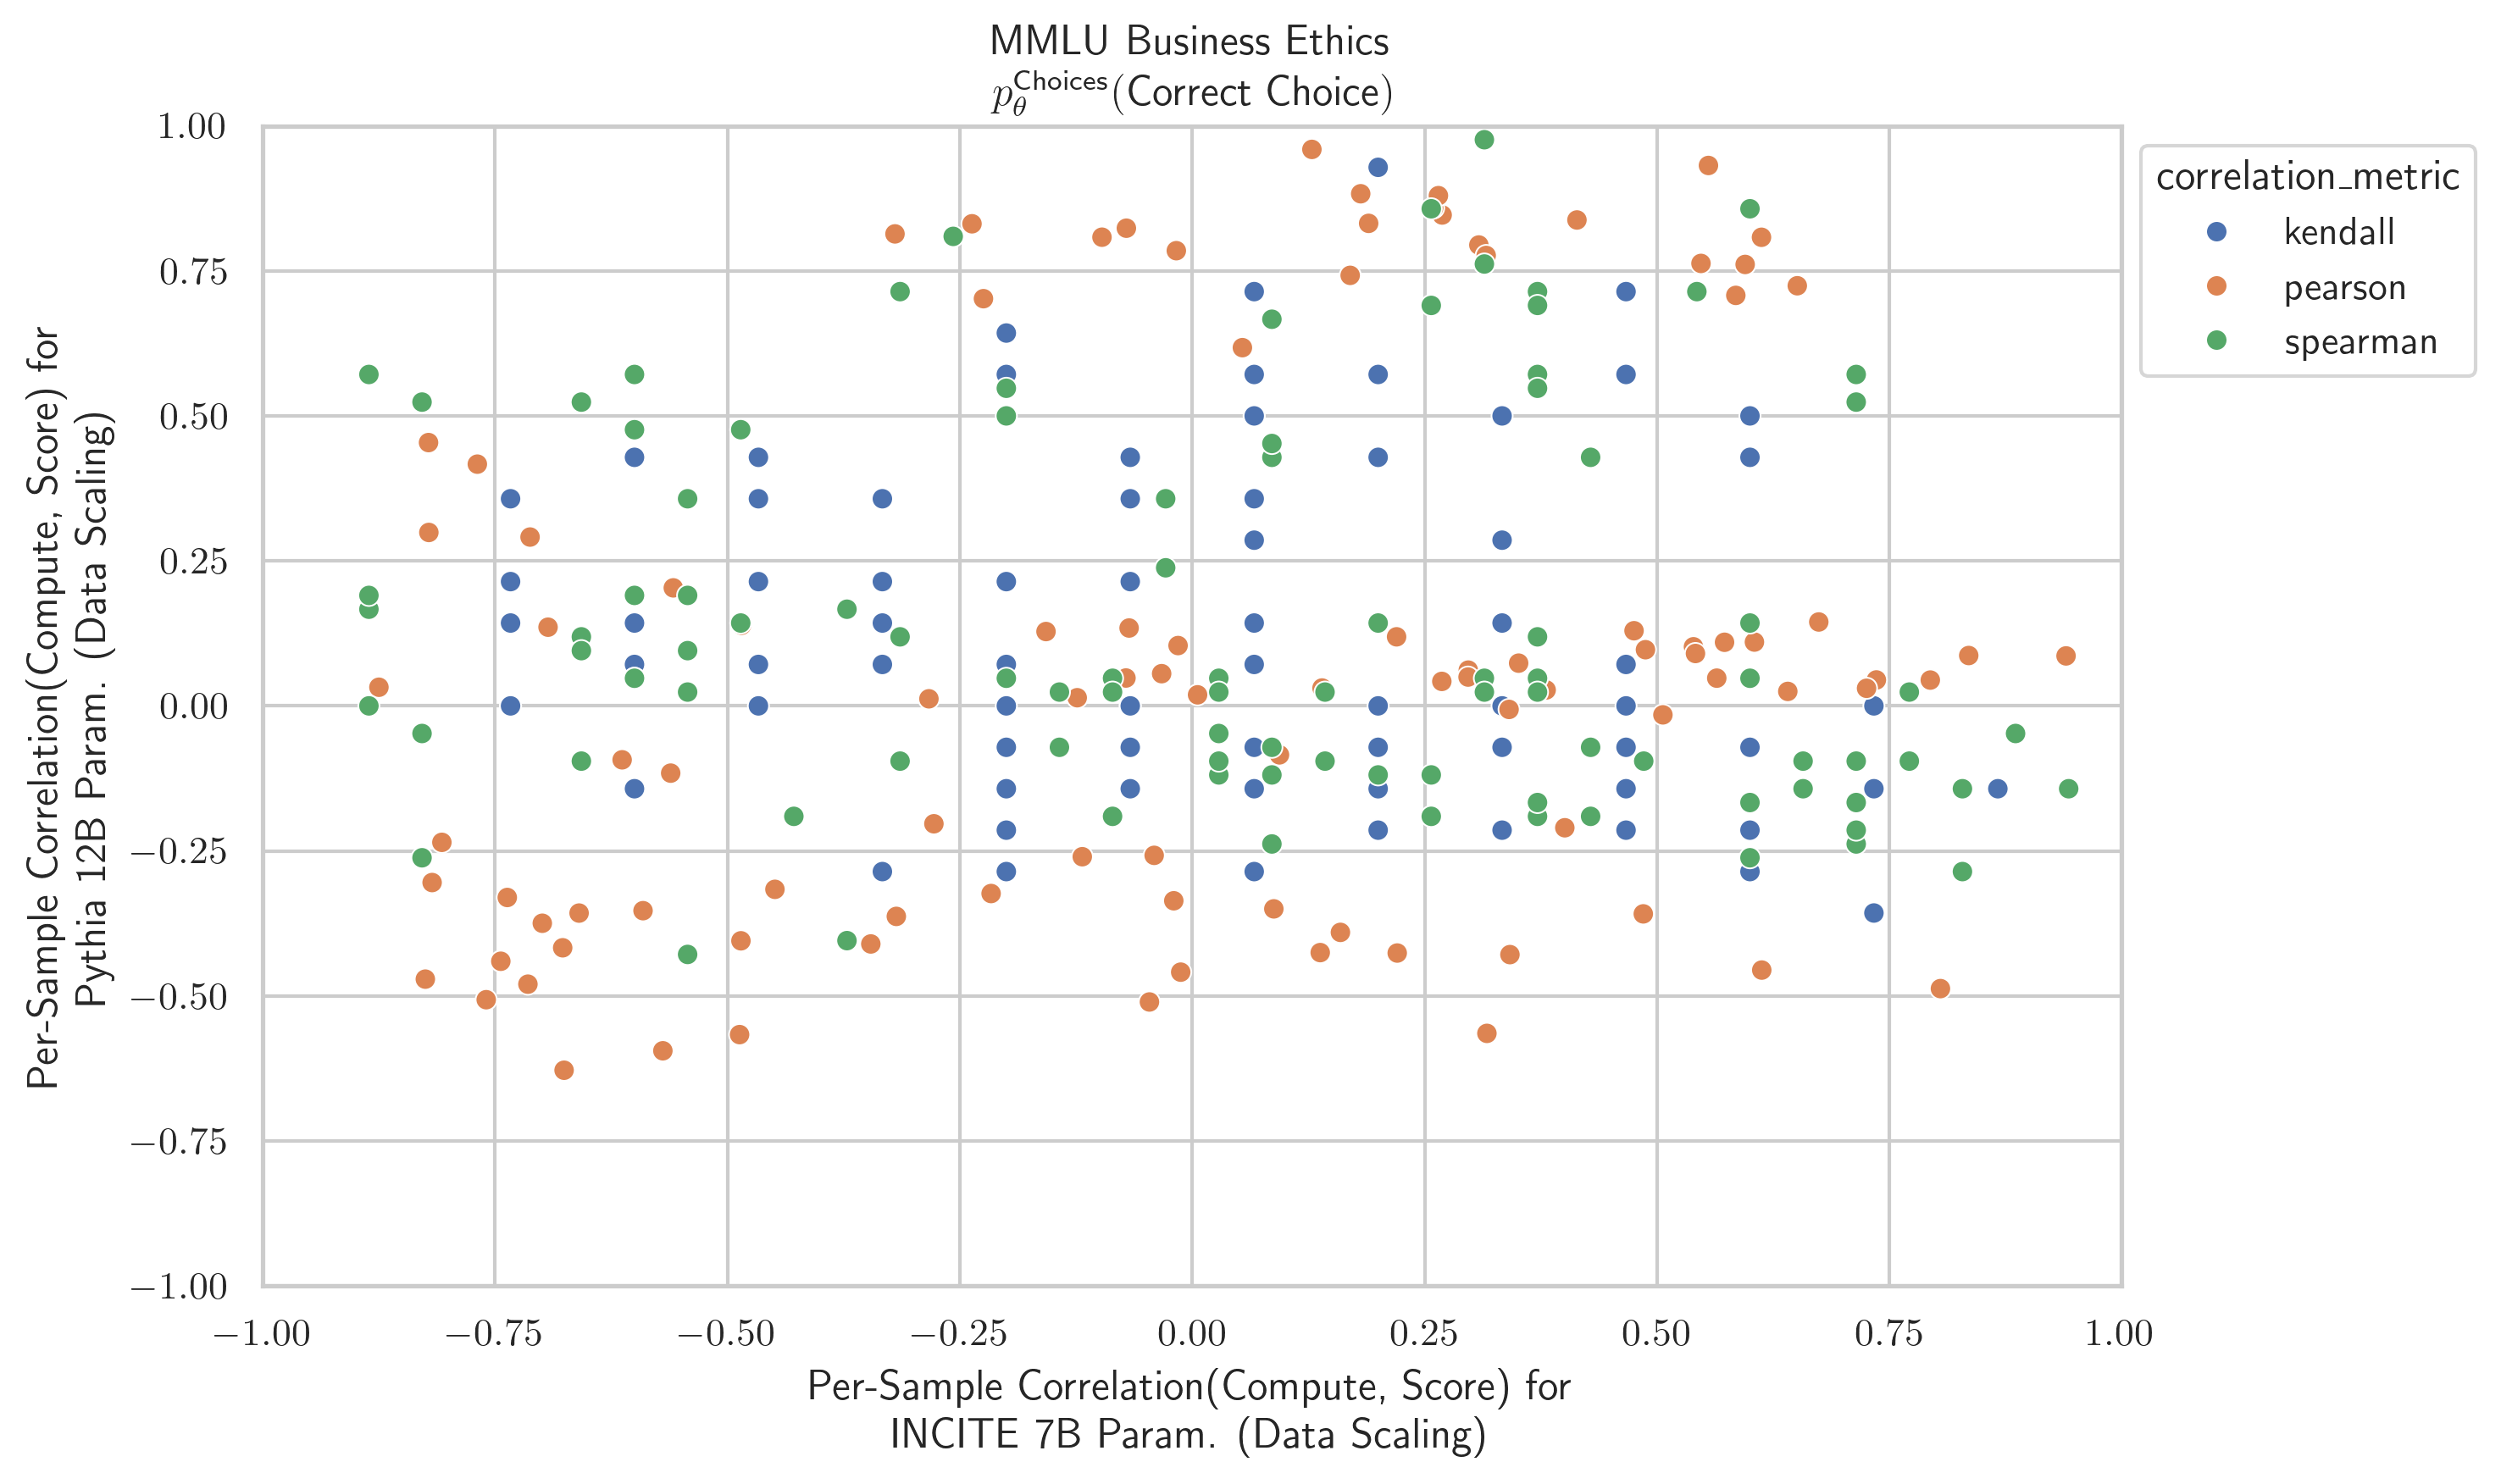 MMLU Business Ethics
p_θ^Choices(Correct Choice)
1.00
0.75
0.50
0.25
0.00
−0.25
−0.50
−0.75
−1.00
Per-Sample Correlation(Compute, Score) for
Pythia 12B Param. (Data Scaling)
correlation_metric
kendall
pearson
spearman
−1.00
−0.75
−0.50
−0.25
0.00
0.25
0.50
0.75
1.00
Per-Sample Correlation(Compute, Score) for
INCITE 7B Param. (Data Scaling)